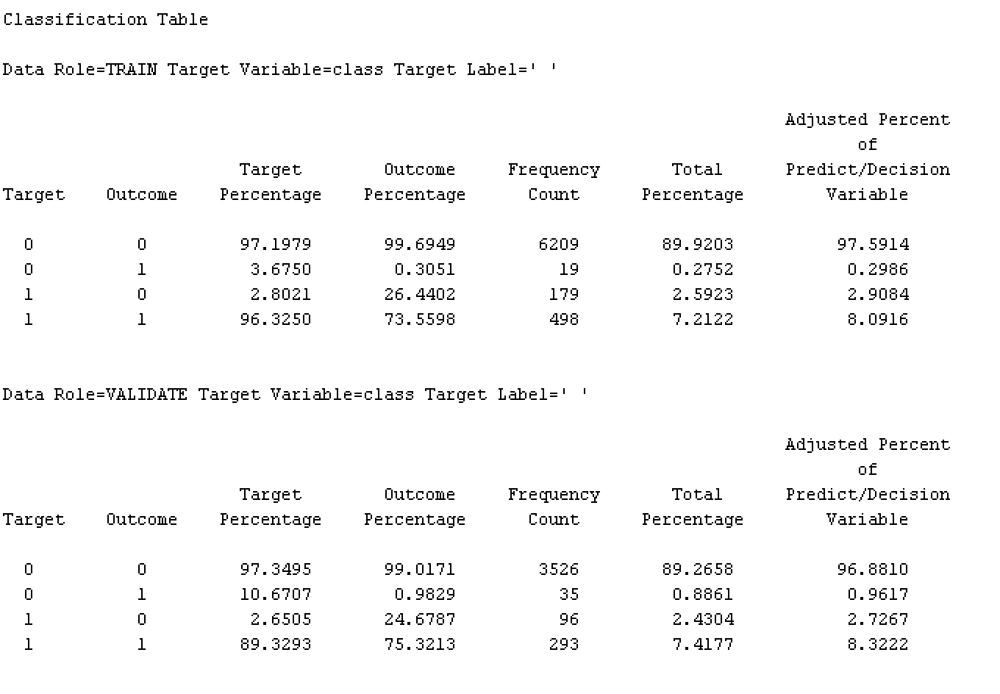 Classification Table
Data Role=TRAIN Target Variable=class Target Label=' '
Adjusted Percent
of
Target Outcome Frequency Total Predict/Decision
Target Outcome Percentage Percentage Count Percentage Variable
0 0 97.1979 99.6949 6209 89.9203 97.5914
0 1 3.6750 0.3051 19 0.2752 0.2986
1 0 2.8021 26.4402 179 2.5923 2.9084
1 1 96.3250 73.5598 498 7.2122 8.0916
Data Role=VALIDATE Target Variable=class Target Label=' '
Adjusted Percent
of
Target Outcome Frequency Total Predict/Decision
Target Outcome Percentage Percentage Count Percentage Variable
0 0 97.3495 99.0171 3526 89.2658 96.8810
0 1 10.6707 0.9829 35 0.8861 0.9617
1 0 2.6505 24.6787 96 2.4304 2.7267
1 1 89.3293 75.3213 293 7.4177 8.3222